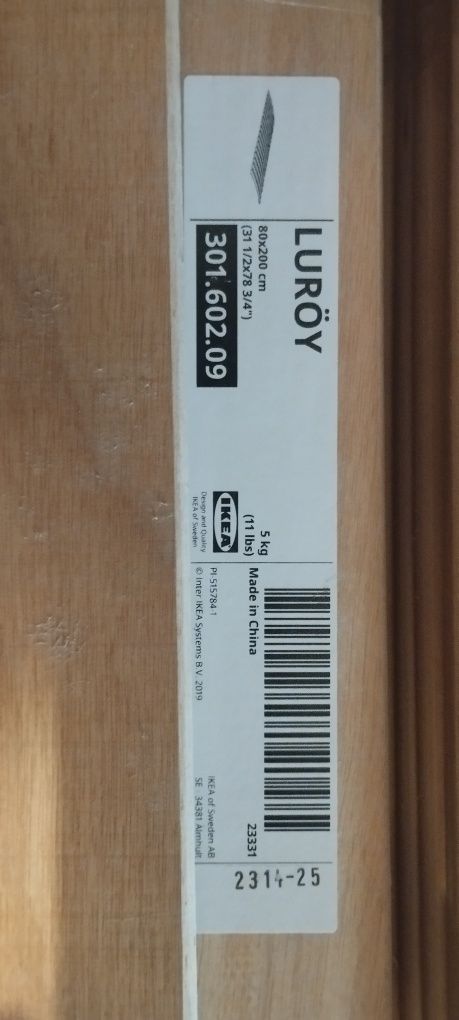 LURÖY
80x200 cm
(31 1/2x78 3/4")
301.602.09
5 kg
(11 lbs)
IKEA
Design and Quality
IKEA of Sweden
Made in China
23331
PI-515784-1
© Inter IKEA Systems B.V. 2019
IKEA of Sweden AB
SE - 34381 Älmhult
2314-25